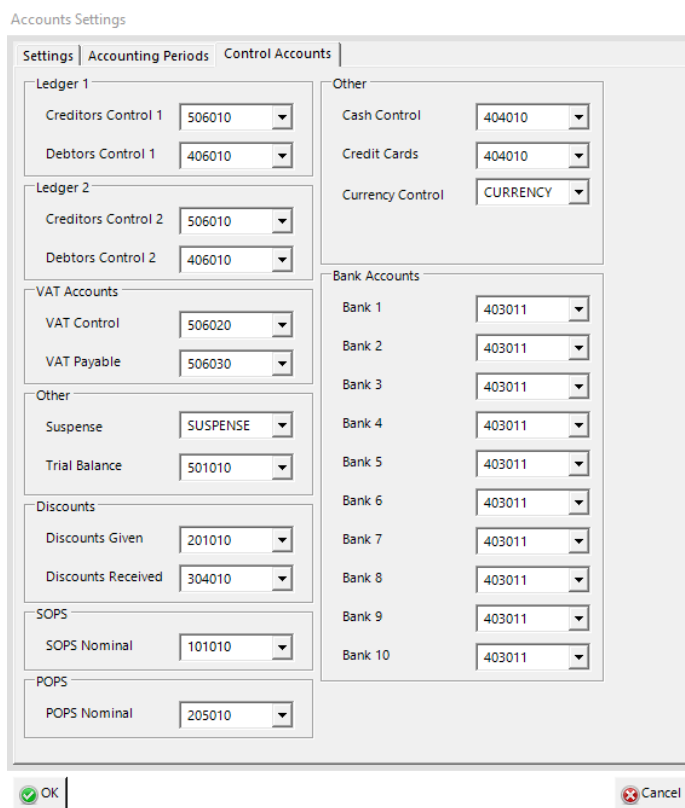 Accounts Settings
Settings Accounting Periods Control Accounts
Ledger 1
Creditors Control 1 506010
Debtors Control 1 406010
Ledger 2
Creditors Control 2 506010
Debtors Control 2 406010
VAT Accounts
VAT Control 506020
VAT Payable 506030
Other
Suspense SUSPENSE
Trial Balance 501010
Discounts
Discounts Given 201010
Discounts Received 304010
SOPS
SOPS Nominal 101010
POPS
POPS Nominal 205010
Other
Cash Control 404010
Credit Cards 404010
Currency Control CURRENCY
Bank Accounts
Bank 1 403011
Bank 2 403011
Bank 3 403011
Bank 4 403011
Bank 5 403011
Bank 6 403011
Bank 7 403011
Bank 8 403011
Bank 9 403011
Bank 10 403011
OK
Cancel